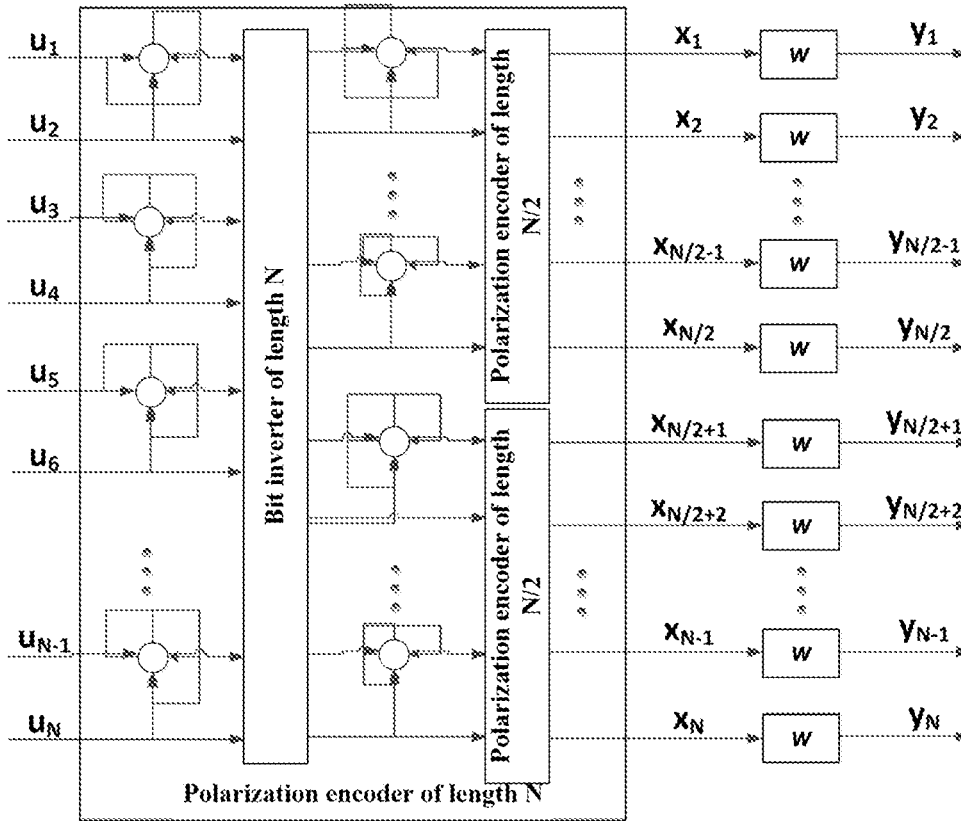 u1 x1 w y1
u2 x2 w y2
u3 xN/2-1 w yN/2-1
u4 xN/2 w yN/2
u5 xN/2+1 w yN/2+1
u6 xN/2+2 w yN/2+2
uN-1 xN-1 w yN-1
uN xN w yN
Bit inverter of length N
Polarization encoder of length
N/2
Polarization encoder of length
N/2
Polarization encoder of length N